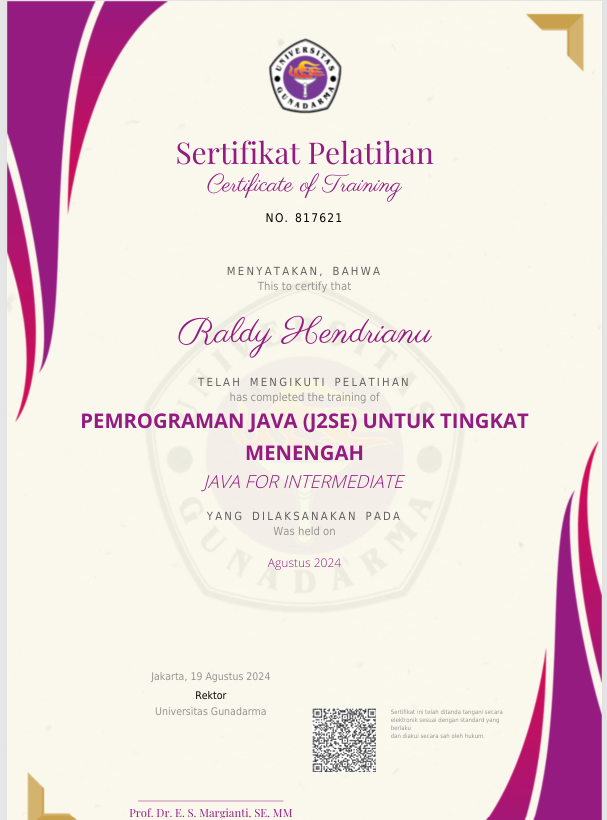 UNIVERSITAS
GUNADARMA
Sertifikat Pelatihan
Certificate of Training
NO. 817621
MENYATAKAN, BAHWA
This to certify that
Raldy Hendrianu
TELAH MENGIKUTI PELATIHAN
has completed the training of
PEMROGRAMAN JAVA (J2SE) UNTUK TINGKAT
MENENGAH
JAVA FOR INTERMEDIATE
YANG DILAKSANAKAN PADA
Was held on
Agustus 2024
UNIVERSITAS
GUNADARMA
Jakarta, 19 Agustus 2024
Rektor
Universitas Gunadarma
Sertifikat ini telah ditanda tangani secara
elektronik sesuai dengan standard yang
berlaku
dan diakui secara sah oleh hukum.
Prof. Dr. E. S. Margianti, SE, MM